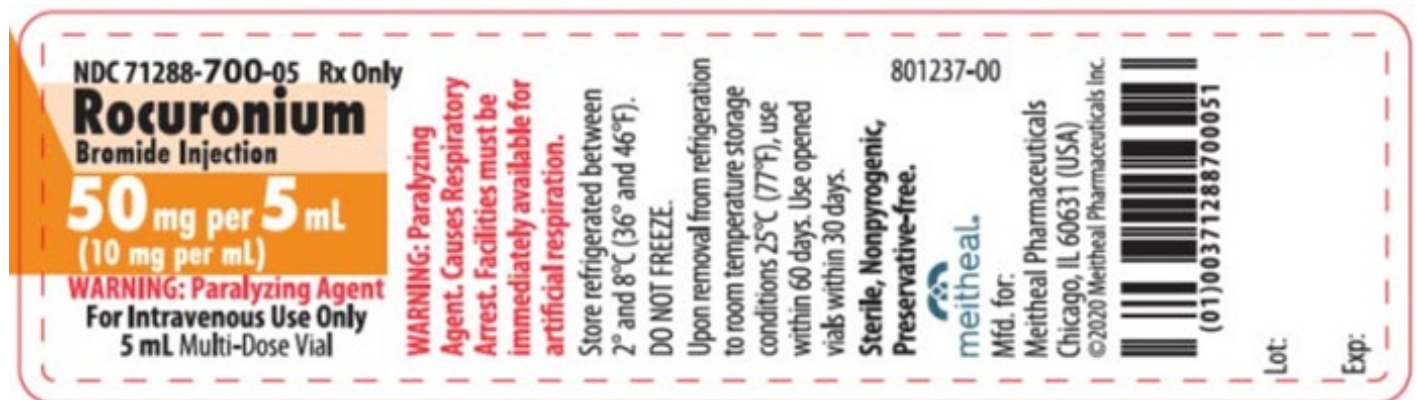 NDC 71288-700-05 Rx Only
Rocuronium
Bromide Injection
50 mg per 5 mL
(10 mg per mL)
WARNING: Paralyzing Agent
For Intravenous Use Only
5 mL Multi-Dose Vial
WARNING: Paralyzing
Agent. Causes Respiratory
Arrest. Facilities must be
immediately available for
artificial respiration.
Store refrigerated between
2° and 8°C (36° and 46°F).
DO NOT FREEZE.
Upon removal from refrigeration
to room temperature storage
conditions 25°C (77°F), use
within 60 days. Use opened
vials within 30 days.
Sterile, Nonpyrogenic,
Preservative-free.
801237-00
meitheal.
Mfd. for:
Meitheal Pharmaceuticals
Chicago, IL 60631 (USA)
©2020 Meitheal Pharmaceuticals Inc.
(01)00371288700051
Lot:
Exp: